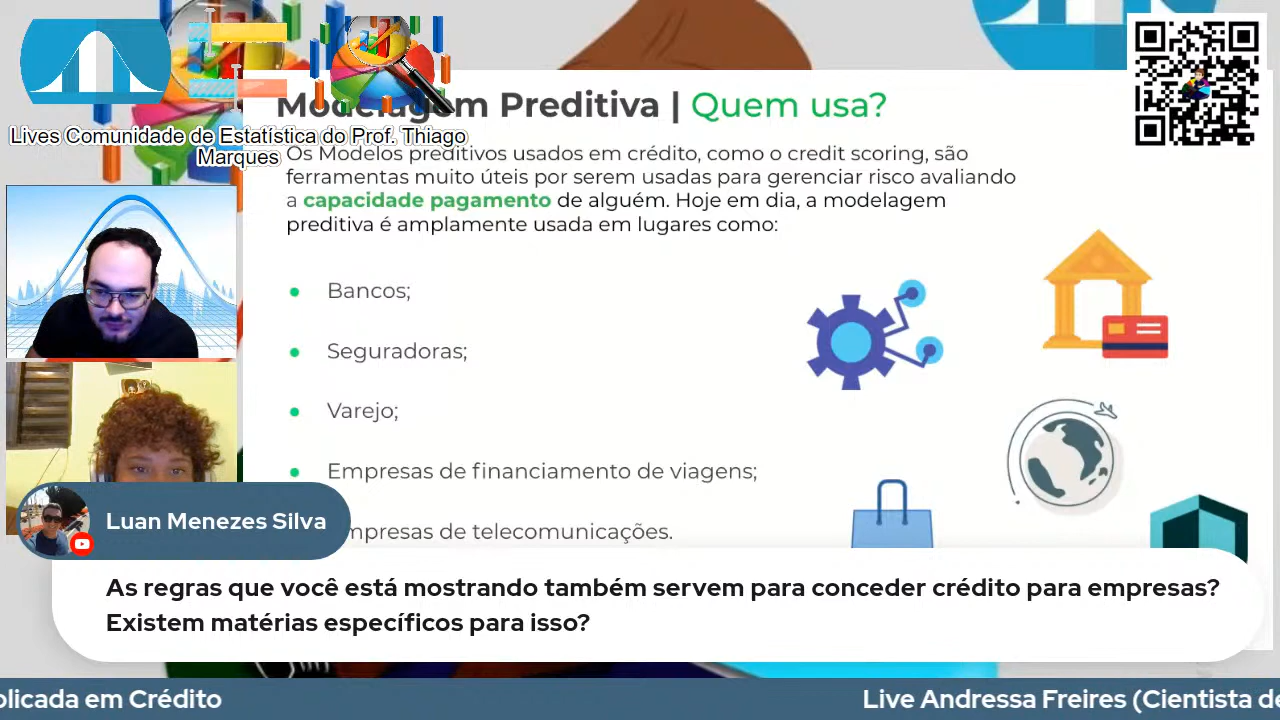 Modelagem Preditiva | Quem usa?
Lives Comunidade de Estatística do Prof. Thiago
Marques
Os Modelos preditivos usados em crédito, como o credit scoring, são
ferramentas muito úteis por serem usadas para gerenciar risco avaliando
a capacidade pagamento de alguém. Hoje em dia, a modelagem
preditiva é amplamente usada em lugares como:
Bancos;
Seguradoras;
Varejo;
Empresas de financiamento de viagens;
mpresas de telecomunicações.
Luan Menezes Silva
As regras que você está mostrando também servem para conceder crédito para empresas?
Existem matérias específicos para isso?
plicada em Crédito
Live Andressa Freires (Cientista de